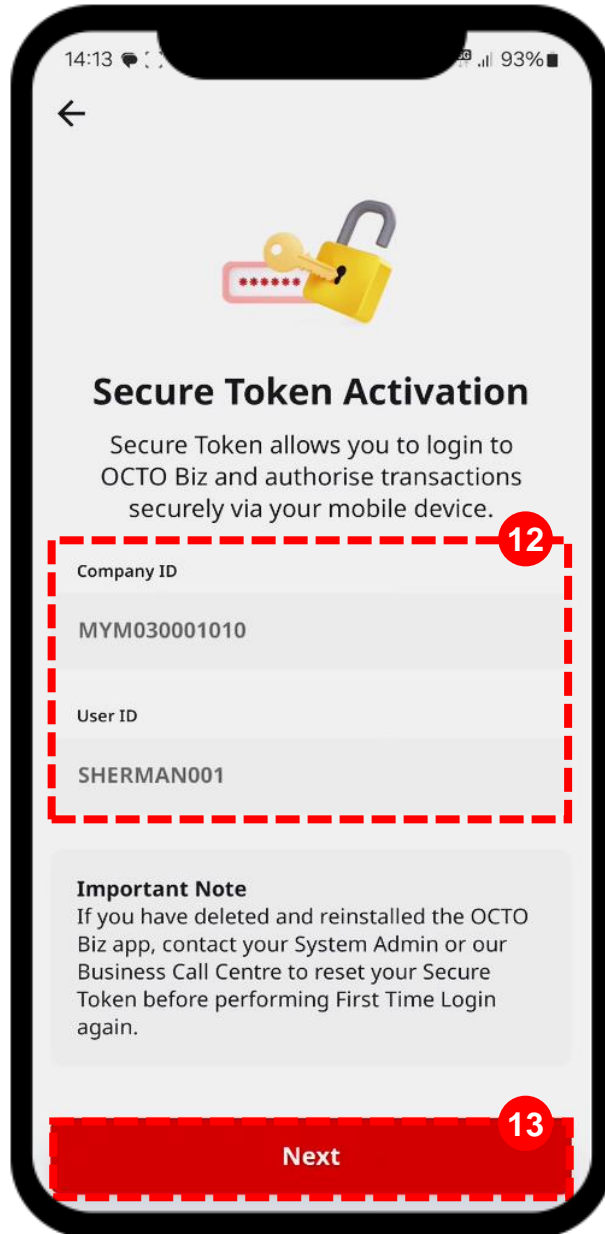 14:13
93%
******
Secure Token Activation
Secure Token allows you to login to
OCTO Biz and authorise transactions
securely via your mobile device.
12
Company ID
MYM030001010
User ID
SHERMAN001
Important Note
If you have deleted and reinstalled the OCTO
Biz app, contact your System Admin or our
Business Call Centre to reset your Secure
Token before performing First Time Login
again.
13
Next